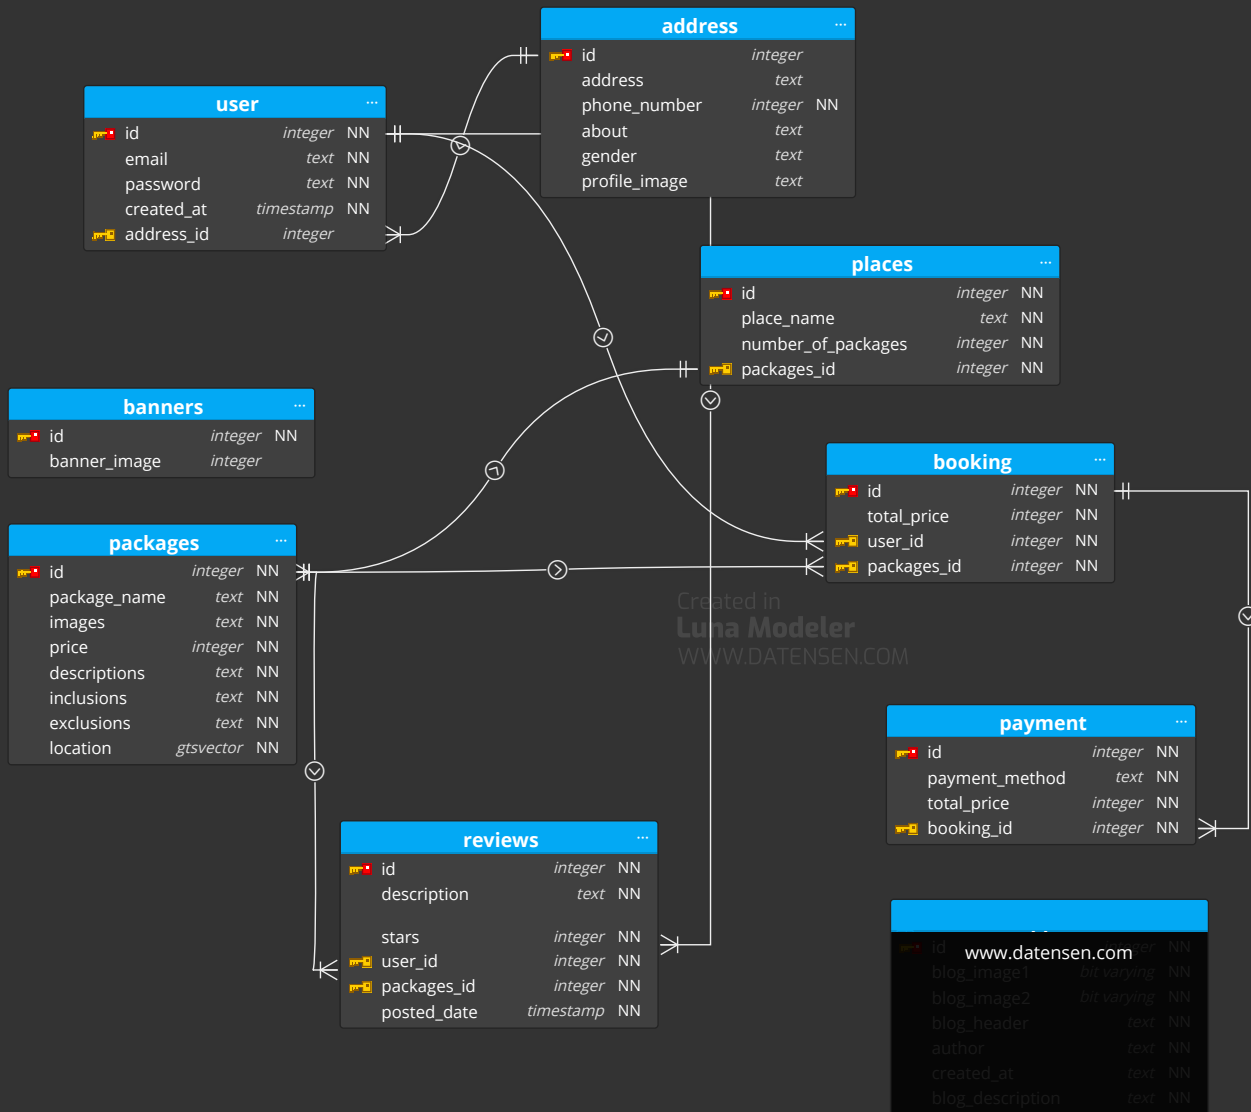 address ...
id integer
address text
phone_number integer NN
about text
gender text
profile_image text
user ...
id integer NN
email text NN
password text NN
created_at timestamp NN
address_id integer
places ...
id integer NN
place_name text NN
number_of_packages integer NN
packages_id integer NN
banners ...
id integer NN
banner_image integer
booking ...
id integer NN
total_price integer NN
user_id integer NN
packages_id integer NN
packages ...
id integer NN
package_name text NN
images text NN
price integer NN
descriptions text NN
inclusions text NN
exclusions text NN
location gtsvector NN
Created in
Luna Modeler
WWW.DATENSEN.COM
payment ...
id integer NN
payment_method text NN
total_price integer NN
booking_id integer NN
reviews ...
id integer NN
description text NN
stars integer NN
user_id integer NN
packages_id integer NN
posted_date timestamp NN
www.datensen.com
id integer NN
blog_image1 bit varying NN
blog_image2 bit varying NN
blog_header text NN
author text NN
created_at text NN
blog_description text NN